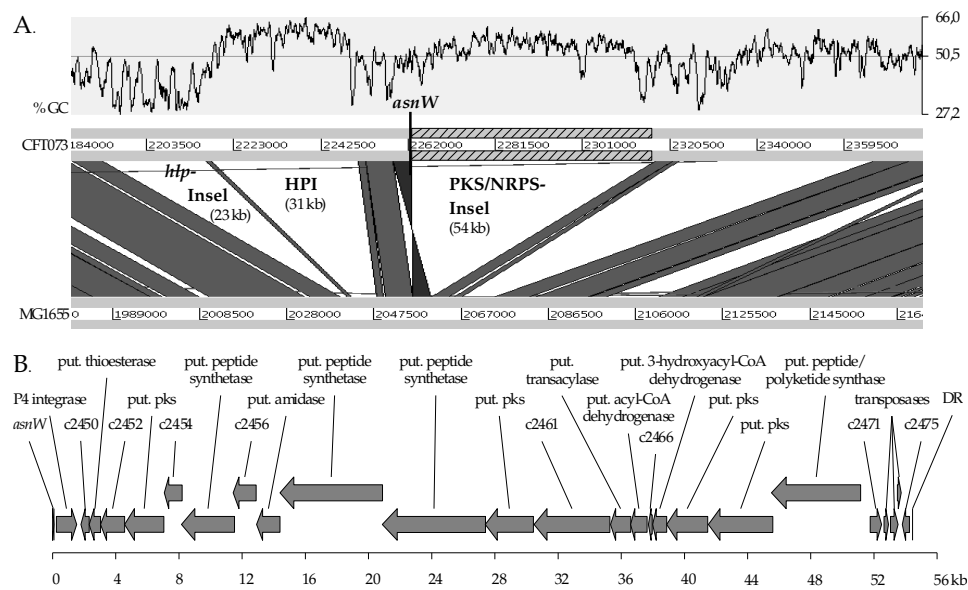 A.
66,0
50,5
27,2
% GC
asnW
CFT073
184000 2203500 2223000 2242500 2262000 2281500 2301000 2320500 2340000 2359500
hlp-
Insel
(23 kb)
HPI
(31 kb)
PKS/NRPS-
Insel
(54 kb)
MG1655
0 1989000 2008500 2028000 2047500 2067000 2086500 2106000 2125500 2145000 2164
B.
put. thioesterase
put. peptide
synthetase
put. peptide
synthetase
put. peptide
synthetase
put.
transacylase
put. 3-hydroxyacyl-CoA
dehydrogenase
put. peptide/
polyketide synthase
P4 integrase
put. pks
put. amidase
put. pks
put. acyl-CoA
dehydrogenase
put. pks
transposases
DR
asnW
c2450
c2452
c2454
c2456
c2461
c2466
put. pks
c2471
c2475
0 4 8 12 16 20 24 28 32 36 40 44 48 52 56 kb